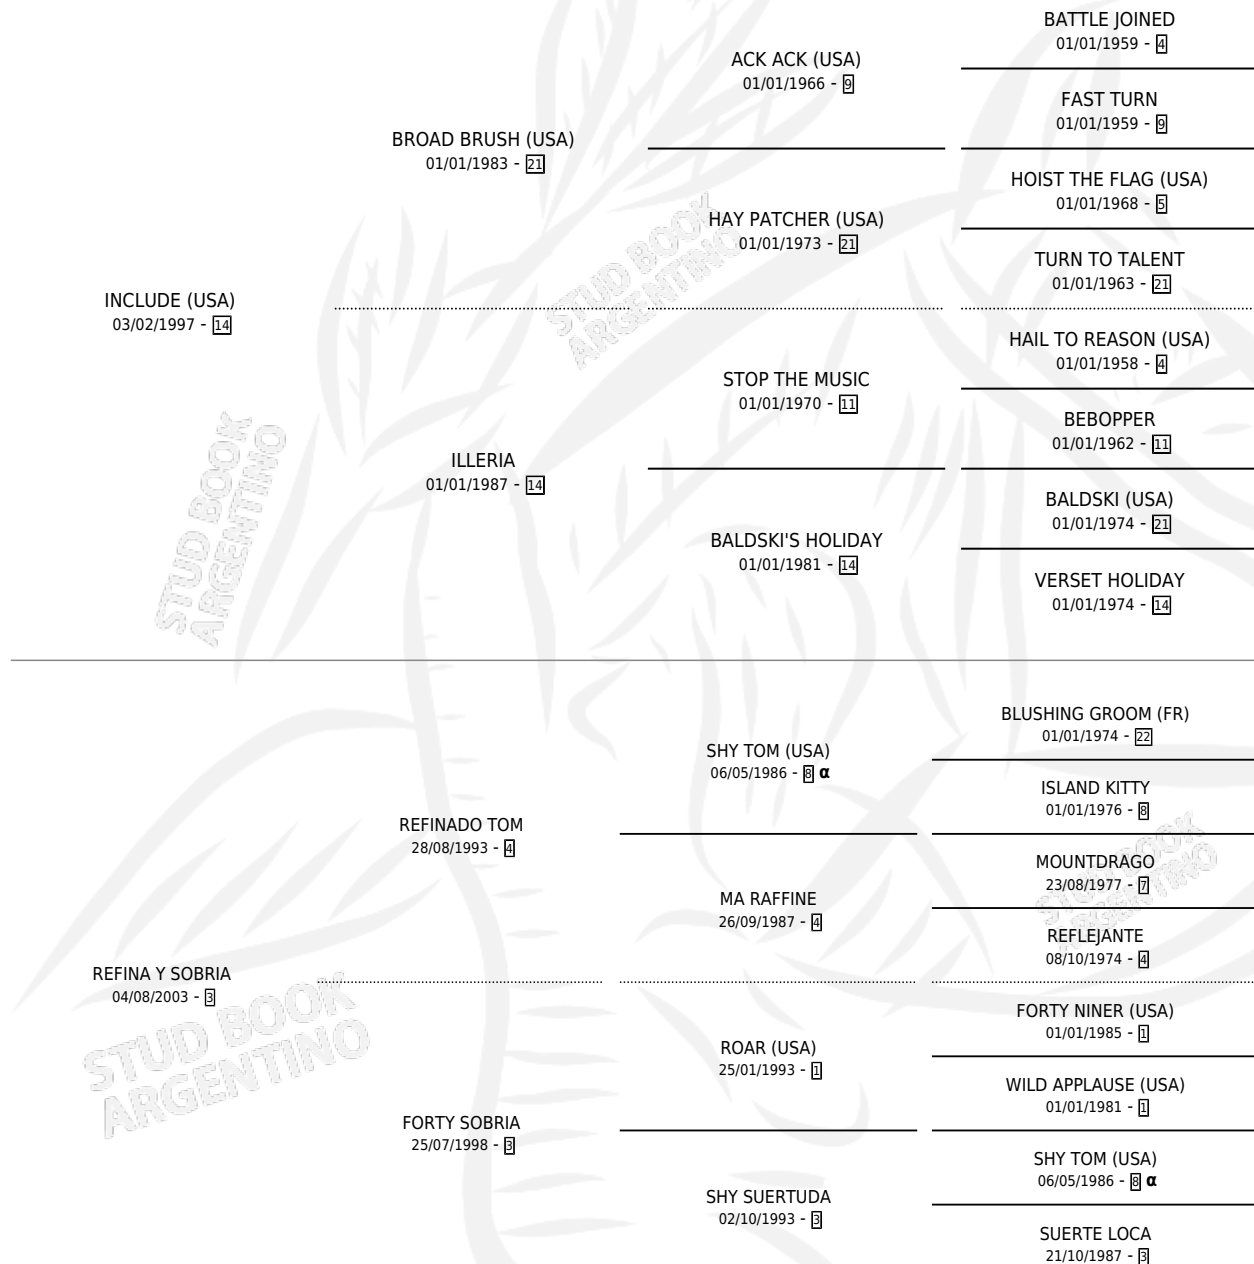 INCLUDE (USA)
03/02/1997 - 14
BROAD BRUSH (USA)
01/01/1983 - 21
ACK ACK (USA)
01/01/1966 - 9
BATTLE JOINED
01/01/1959 - 4
FAST TURN
01/01/1959 - 9
HAY PATCHER (USA)
01/01/1973 - 21
HOIST THE FLAG (USA)
01/01/1968 - 5
TURN TO TALENT
01/01/1963 - 21
ILLERIA
01/01/1987 - 14
STOP THE MUSIC
01/01/1970 - 11
HAIL TO REASON (USA)
01/01/1958 - 4
BEBOPPER
01/01/1962 - 11
BALDSKI'S HOLIDAY
01/01/1981 - 14
BALDSKI (USA)
01/01/1974 - 21
VERSET HOLIDAY
01/01/1974 - 14
REFINA Y SOBRIA
04/08/2003 - 3
REFINADO TOM
28/08/1993 - 4
SHY TOM (USA)
06/05/1986 - 8 α
BLUSHING GROOM (FR)
01/01/1974 - 22
ISLAND KITTY
01/01/1976 - 8
MA RAFFINE
26/09/1987 - 4
MOUNTDRAGO
23/08/1977 - 7
REFLEJANTE
08/10/1974 - 4
FORTY SOBRIA
25/07/1998 - 3
ROAR (USA)
25/01/1993 - 1
FORTY NINER (USA)
01/01/1985 - 1
WILD APPLAUSE (USA)
01/01/1981 - 1
SHY SUERTUDA
02/10/1993 - 3
SHY TOM (USA)
06/05/1986 - 8 α
SUERTE LOCA
21/10/1987 - 3
STUD BOOK
ARGENTINO
STUD BOOK
ARGENTINO
STUD BOOK
ARGENTINO
STUD BOOK
ARGENTINO